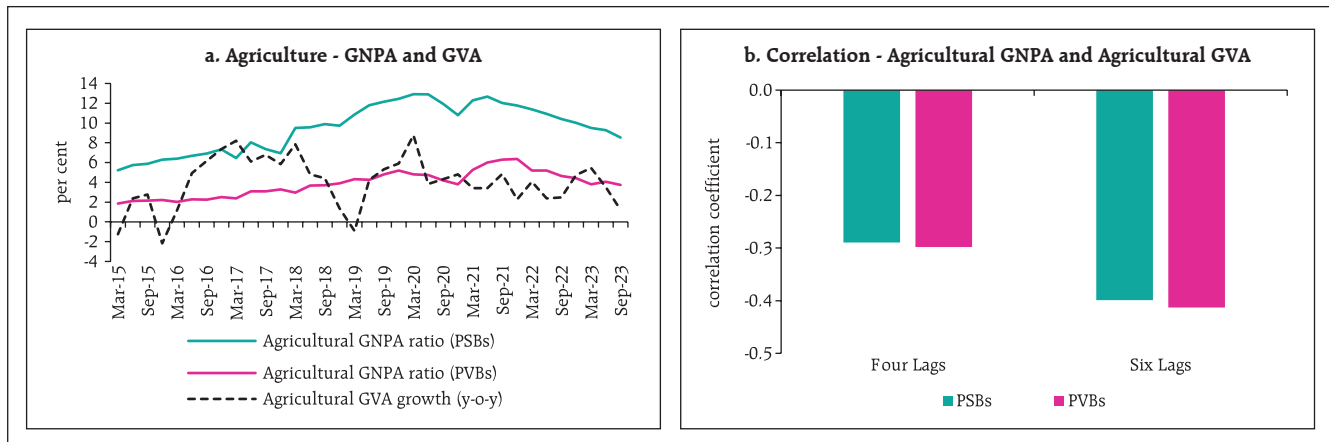 a. Agriculture - GNPA and GVA
per cent
14
12
10
8
6
4
2
0
-2
-4
Mar-15
Sep-15
Mar-16
Sep-16
Mar-17
Sep-17
Mar-18
Sep-18
Mar-19
Sep-19
Mar-20
Sep-20
Mar-21
Sep-21
Mar-22
Sep-22
Mar-23
Sep-23
Agricultural GNPA ratio (PSBs)
Agricultural GNPA ratio (PVBs)
Agricultural GVA growth (y-o-y)
b. Correlation - Agricultural GNPA and Agricultural GVA
correlation coefficient
0.0
-0.1
-0.2
-0.3
-0.4
-0.5
Four Lags
Six Lags
PSBs
PVBs